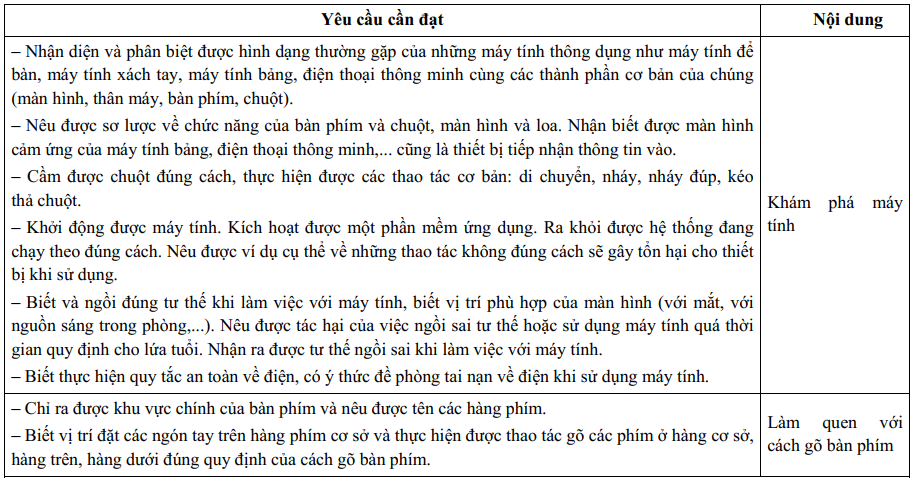 Yêu cầu cần đạt
Nội dung
– Nhận diện và phân biệt được hình dạng thường gặp của những máy tính thông dụng như máy tính để
bàn, máy tính xách tay, máy tính bảng, điện thoại thông minh cùng các thành phần cơ bản của chúng
(màn hình, thân máy, bàn phím, chuột).
– Nêu được sơ lược về chức năng của bàn phím và chuột, màn hình và loa. Nhận biết được màn hình
cảm ứng của máy tính bảng, điện thoại thông minh,... cũng là thiết bị tiếp nhận thông tin vào.
– Cầm được chuột đúng cách, thực hiện được các thao tác cơ bản: di chuyển, nháy, nháy đúp, kéo
thả chuột.
– Khởi động được máy tính. Kích hoạt được một phần mềm ứng dụng. Ra khỏi được hệ thống đang
chạy theo đúng cách. Nêu được ví dụ cụ thể về những thao tác không đúng cách sẽ gây tổn hại cho thiết
bị khi sử dụng.
– Biết và ngồi đúng tư thế khi làm việc với máy tính, biết vị trí phù hợp của màn hình (với mắt, với
nguồn sáng trong phòng,...). Nêu được tác hại của việc ngồi sai tư thế hoặc sử dụng máy tính quá thời
gian quy định cho lứa tuổi. Nhận ra được tư thế ngồi sai khi làm việc với máy tính.
– Biết thực hiện quy tắc an toàn về điện, có ý thức đề phòng tai nạn về điện khi sử dụng máy tính.
Khám phá máy
tính
– Chỉ ra được khu vực chính của bàn phím và nêu được tên các hàng phím.
– Biết vị trí đặt các ngón tay trên hàng phím cơ sở và thực hiện được thao tác gõ các phím ở hàng cơ sở,
hàng trên, hàng dưới đúng quy định của cách gõ bàn phím.
Làm quen với
cách gõ bàn phím